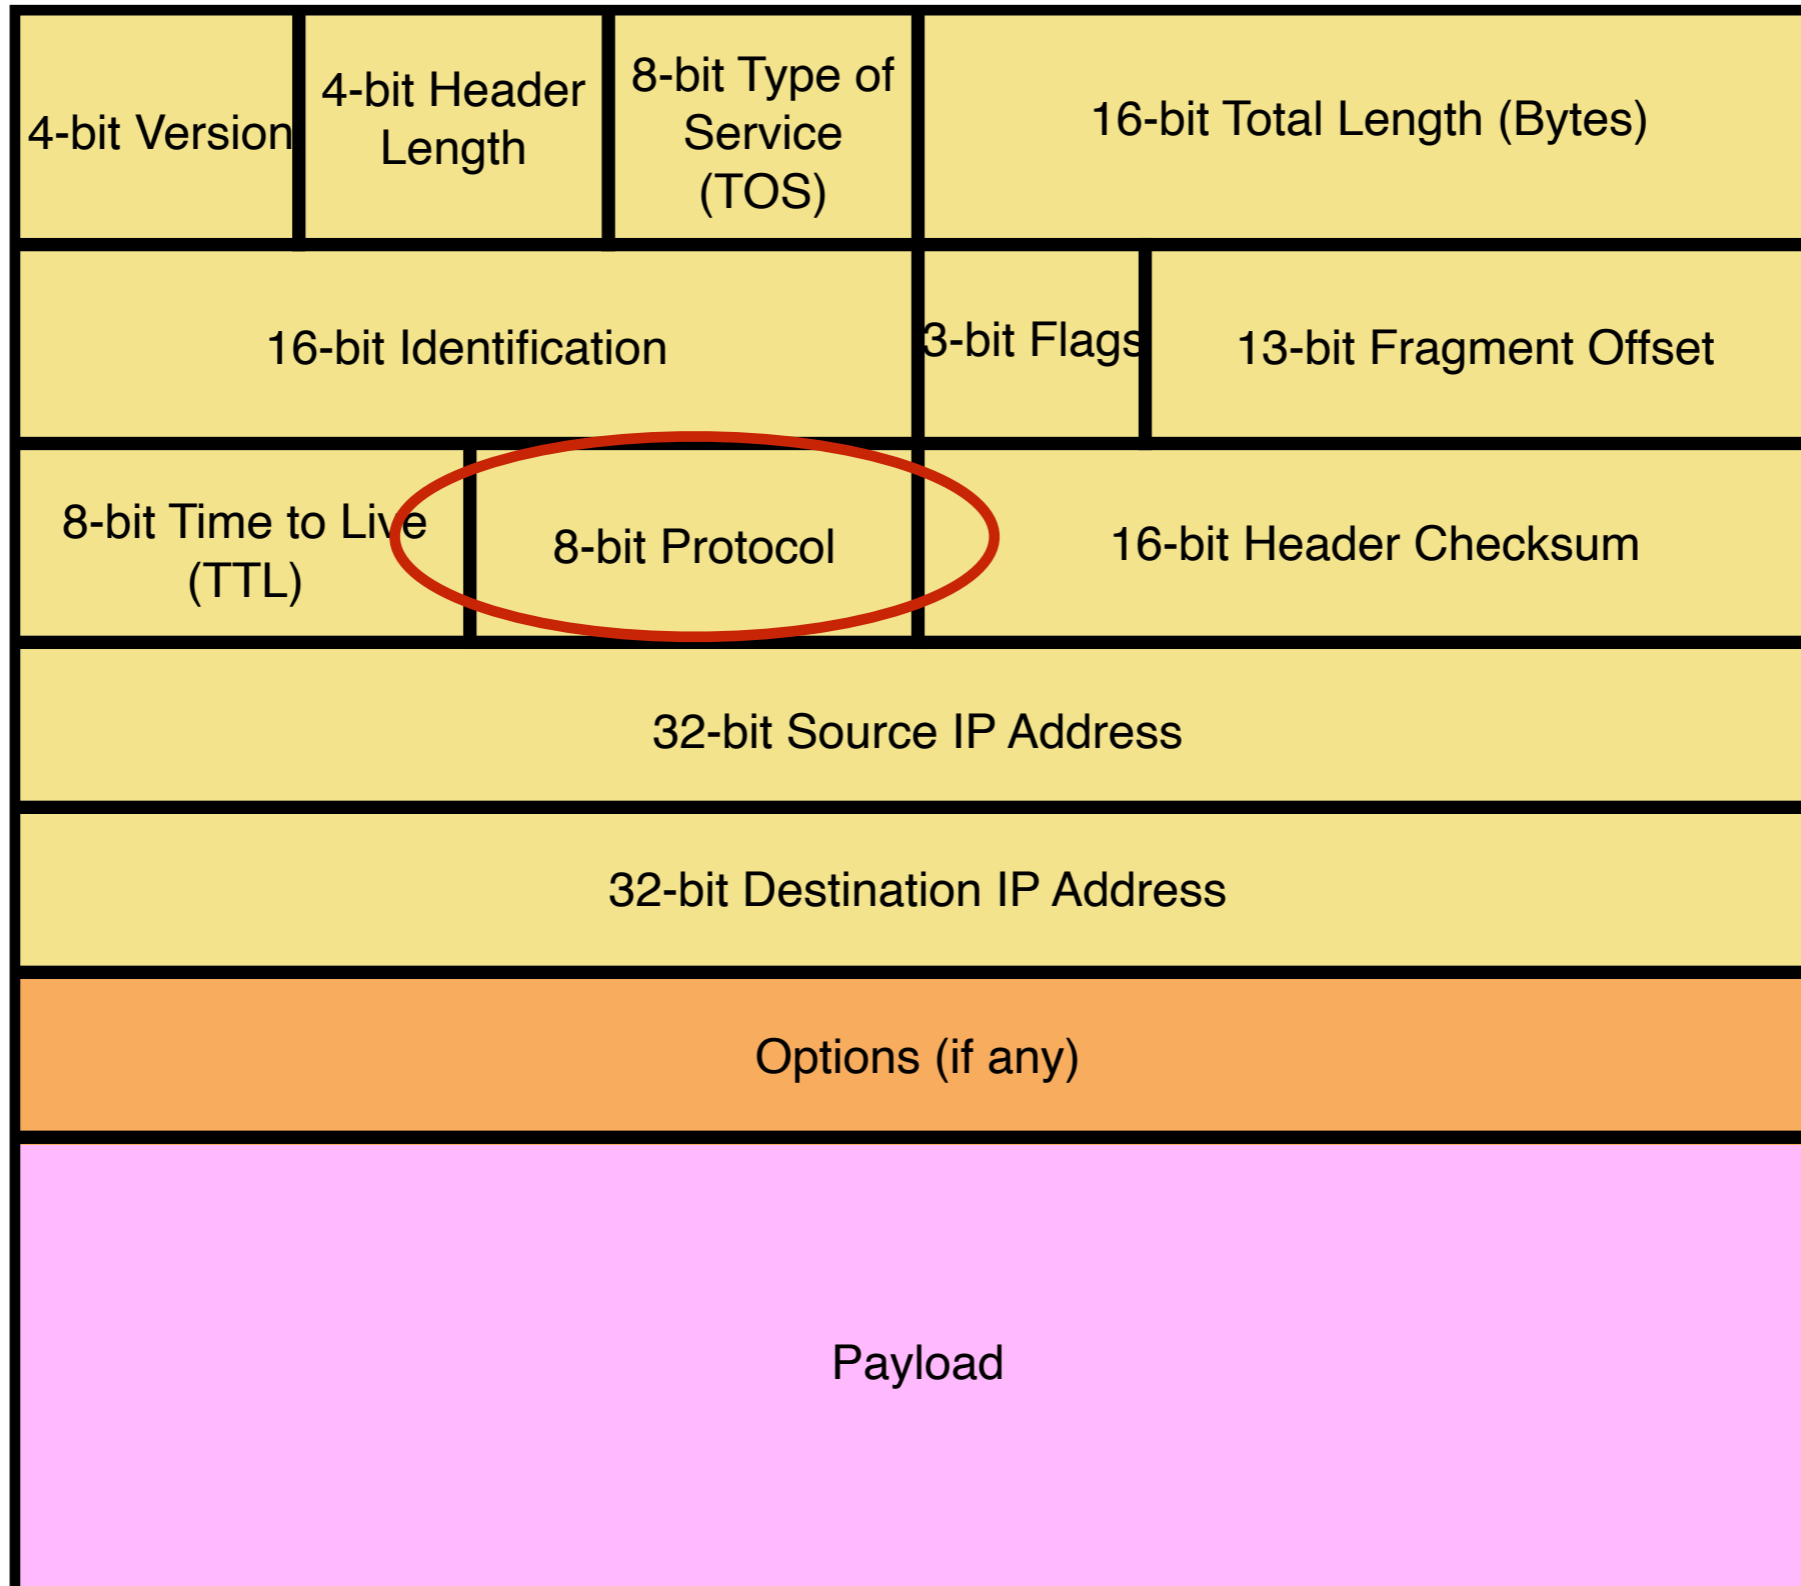 4-bit Version
4-bit Header
Length
8-bit Type of
Service
(TOS)
16-bit Total Length (Bytes)
16-bit Identification
3-bit Flags
13-bit Fragment Offset
8-bit Time to Live
(TTL)
8-bit Protocol
16-bit Header Checksum
32-bit Source IP Address
32-bit Destination IP Address
Options (if any)
Payload